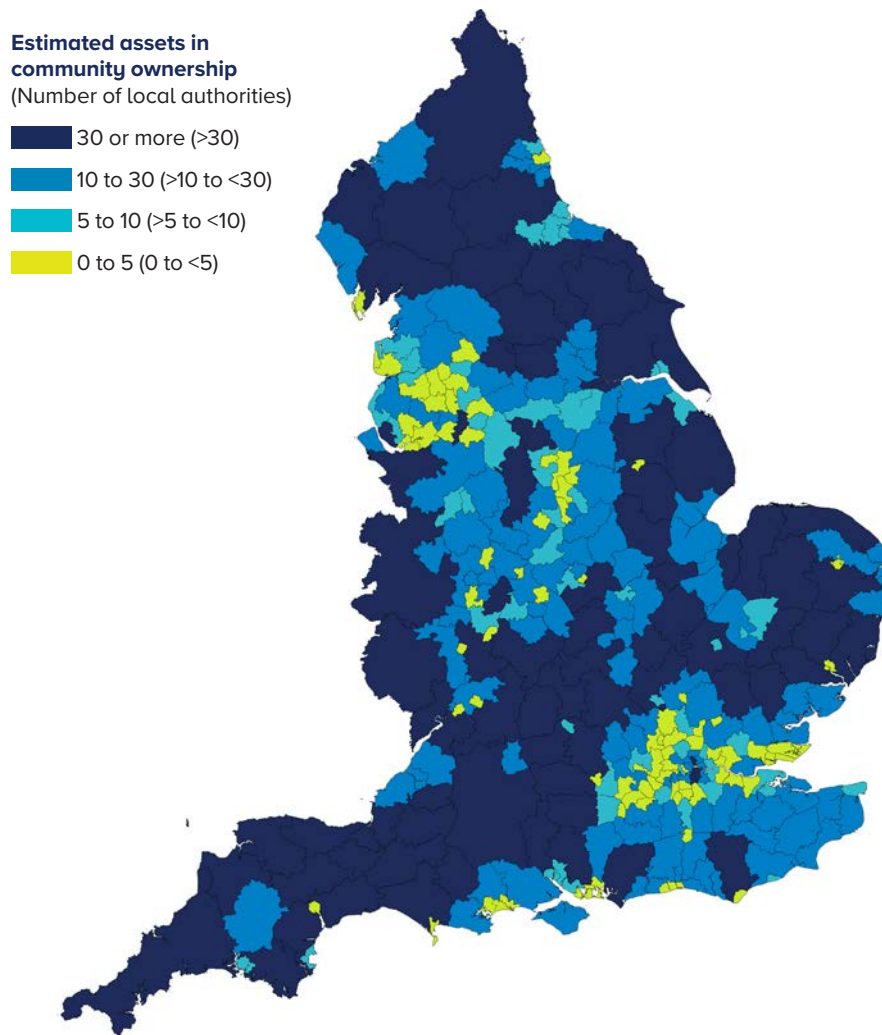 Estimated assets in
community ownership
(Number of local authorities)
30 or more (>30)
10 to 30 (>10 to <30)
5 to 10 (>5 to <10)
0 to 5 (0 to <5)